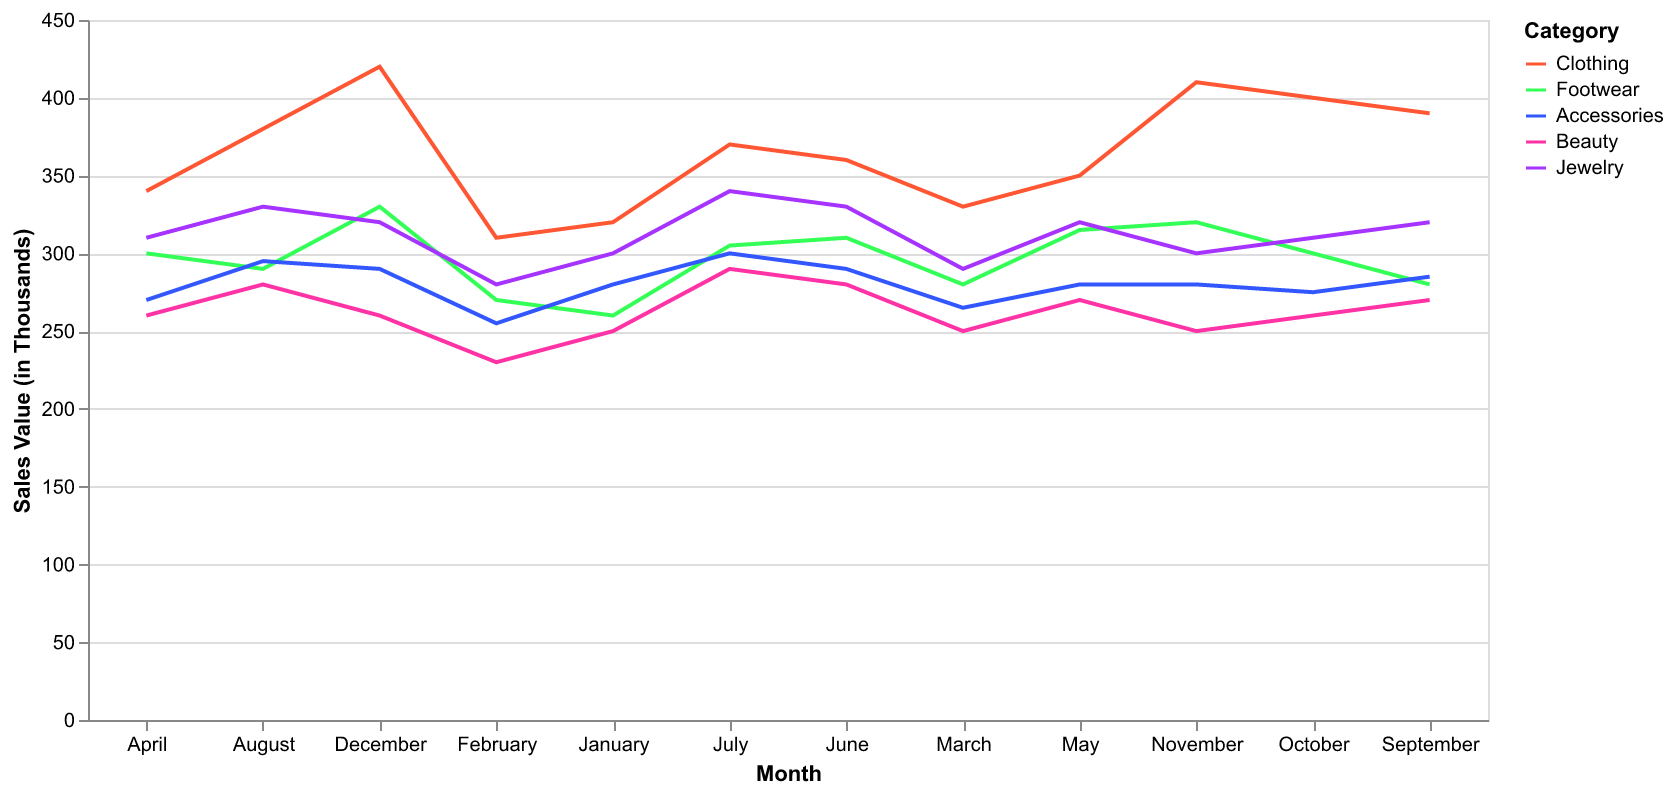 450
400
350
300
250
200
150
100
50
0
Sales Value (in Thousands)
April August December February January July June March May November October September
Month
Category
Clothing
Footwear
Accessories
Beauty
Jewelry